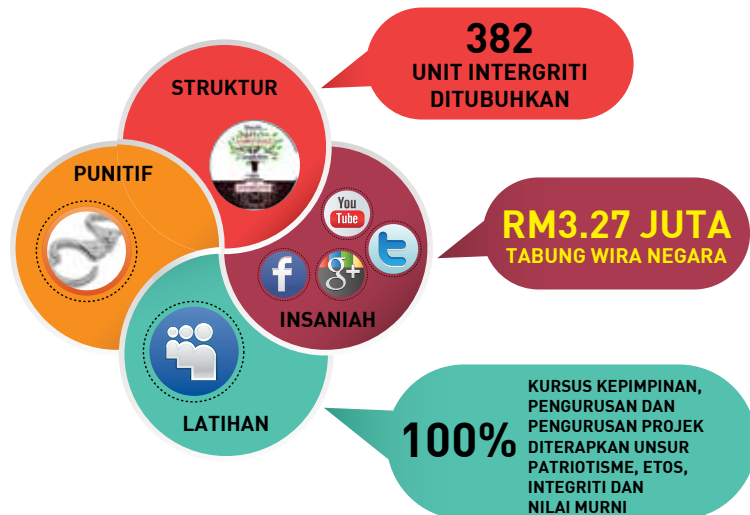 STRUKTUR
382
UNIT INTERGRITI
DITUBUHKAN
PUNITIF
You
Tube
RM3.27 JUTA
TABUNG WIRA NEGARA
t
f
g+
INSANIAH
LATIHAN
100%
KURSUS KEPIMPINAN,
PENGURUSAN DAN
PENGURUSAN PROJEK
DITERAPKAN UNSUR
PATRIOTISME, ETOS,
INTEGRITI DAN
NILAI MURNI